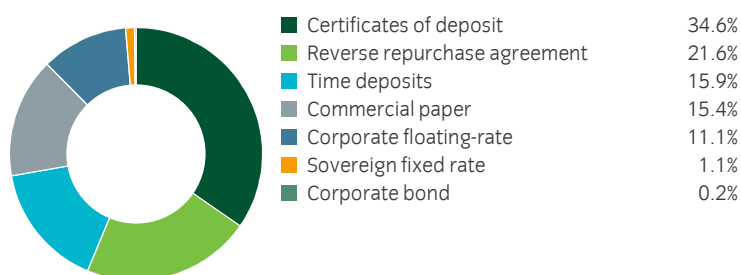 Certificates of deposit 34.6%
Reverse repurchase agreement 21.6%
Time deposits 15.9%
Commercial paper 15.4%
Corporate floating-rate 11.1%
Sovereign fixed rate 1.1%
Corporate bond 0.2%